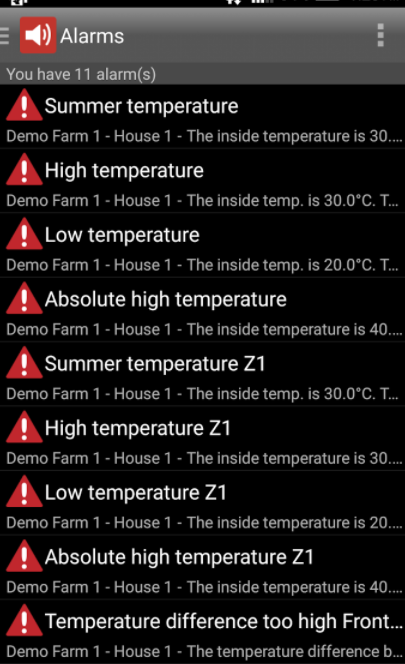 Alarms
You have 11 alarm(s)
Summer temperature
Demo Farm 1 - House 1 - The inside temperature is 30....
High temperature
Demo Farm 1 - House 1 - The inside temp. is 30.0°C. T...
Low temperature
Demo Farm 1 - House 1 - The inside temp. is 20.0°C. T...
Absolute high temperature
Demo Farm 1 - House 1 - The inside temperature is 40....
Summer temperature Z1
Demo Farm 1 - House 1 - The inside temp. is 30.0°C. T...
High temperature Z1
Demo Farm 1 - House 1 - The inside temperature is 30....
Low temperature Z1
Demo Farm 1 - House 1 - The inside temperature is 20....
Absolute high temperature Z1
Demo Farm 1 - House 1 - The inside temperature is 40....
Temperature difference too high Front...
Demo Farm 1 - House 1 - The temperature difference b...